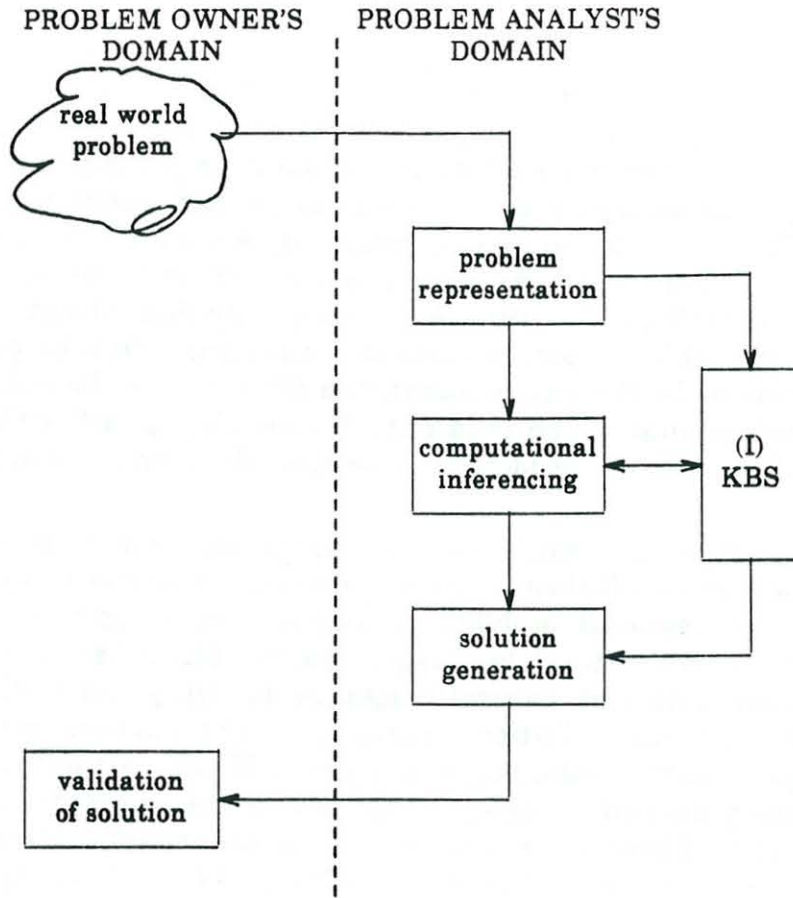 PROBLEM OWNER'S
DOMAIN
PROBLEM ANALYST'S
DOMAIN
real world
problem
problem
representation
computational
inferencing
(I)
KBS
solution
generation
validation
of solution